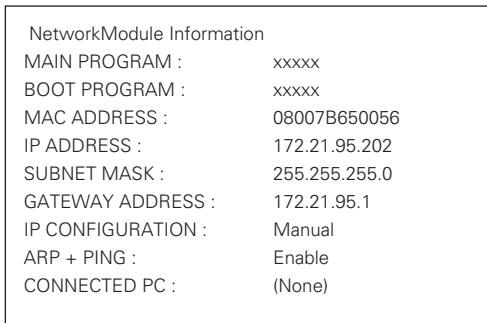 NetworkModule Information
MAIN PROGRAM : xxxxx
BOOT PROGRAM : xxxxx
MAC ADDRESS : 08007B650056
IP ADDRESS : 172.21.95.202
SUBNET MASK : 255.255.255.0
GATEWAY ADDRESS : 172.21.95.1
IP CONFIGURATION : Manual
ARP + PING : Enable
CONNECTED PC : (None)